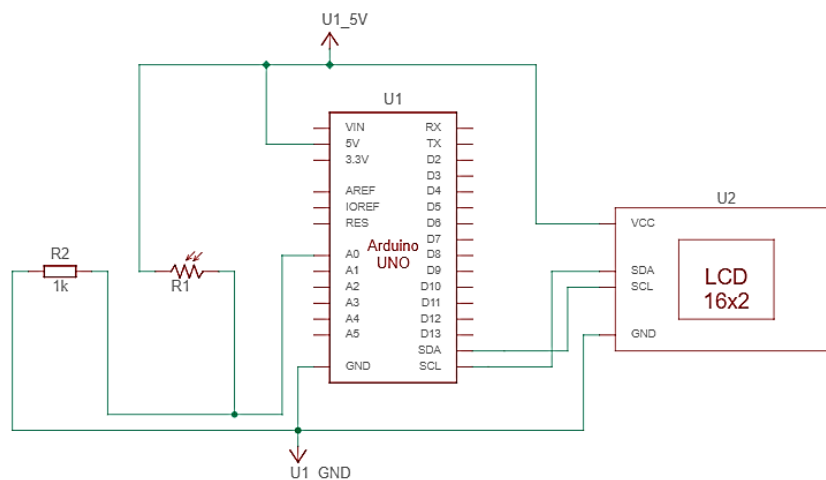 U1_5V
U1
VIN
5V
3.3V
AREF
IOREF
RES
A0
A1
A2
A3
A4
A5
GND
Arduino
UNO
RX
TX
D2
D3
D4
D5
D6
D7
D8
D9
D10
D11
D12
D13
SDA
SCL
U2
VCC
SDA
SCL
GND
LCD
16x2
R2
1k
R1
U1 GND